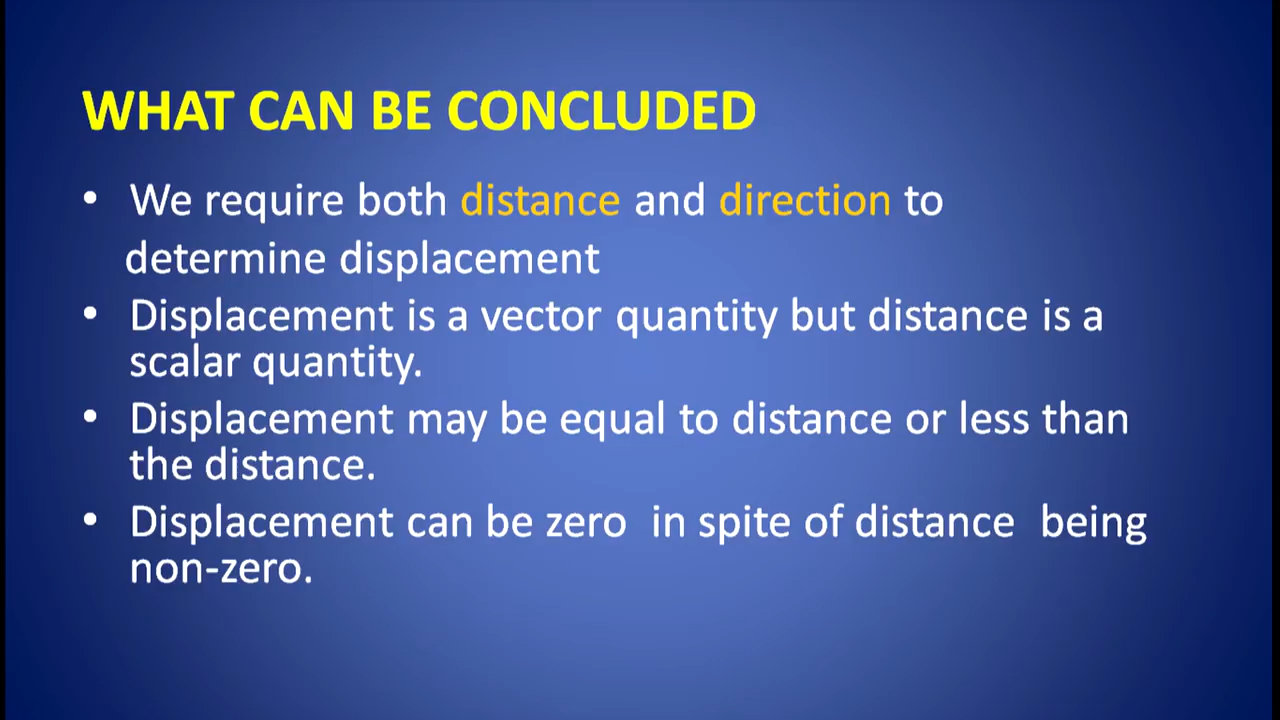 WHAT CAN BE CONCLUDED
• We require both distance and direction to
determine displacement
• Displacement is a vector quantity but distance is a
scalar quantity.
• Displacement may be equal to distance or less than
the distance.
• Displacement can be zero  in spite of distance  being
non-zero.